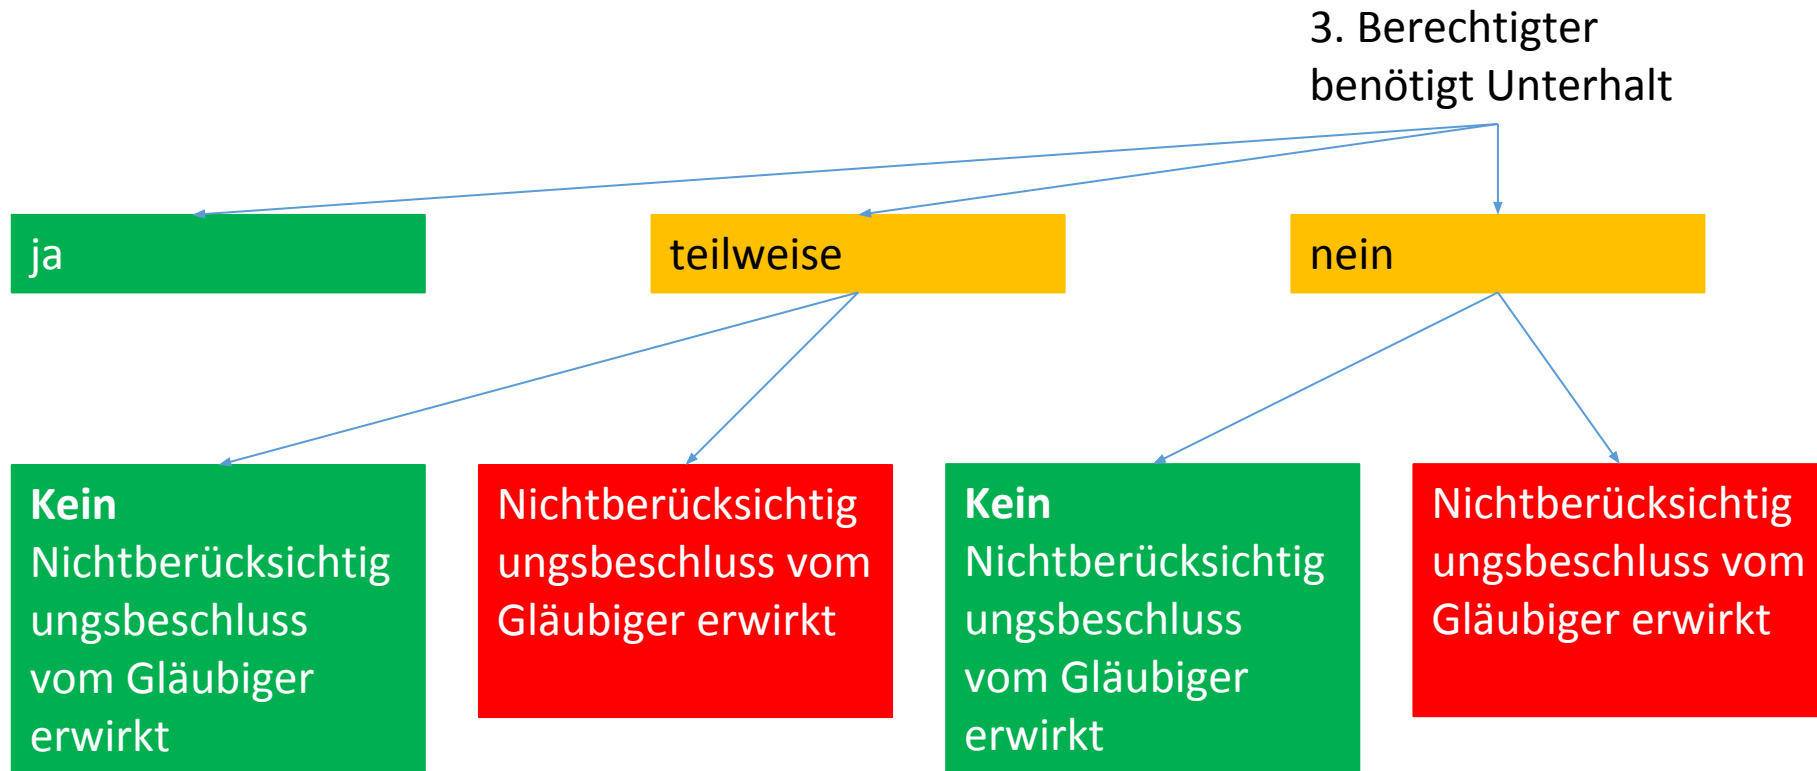 3. Berechtigter
benötigt Unterhalt
ja
teilweise
nein
Kein
Nichtberücksichtig
ungsbeschluss
vom Gläubiger
erwirkt
Nichtberücksichtig
ungsbeschluss vom
Gläubiger erwirkt
Kein
Nichtberücksichtig
ungsbeschluss
vom Gläubiger
erwirkt
Nichtberücksichtig
ungsbeschluss vom
Gläubiger erwirkt